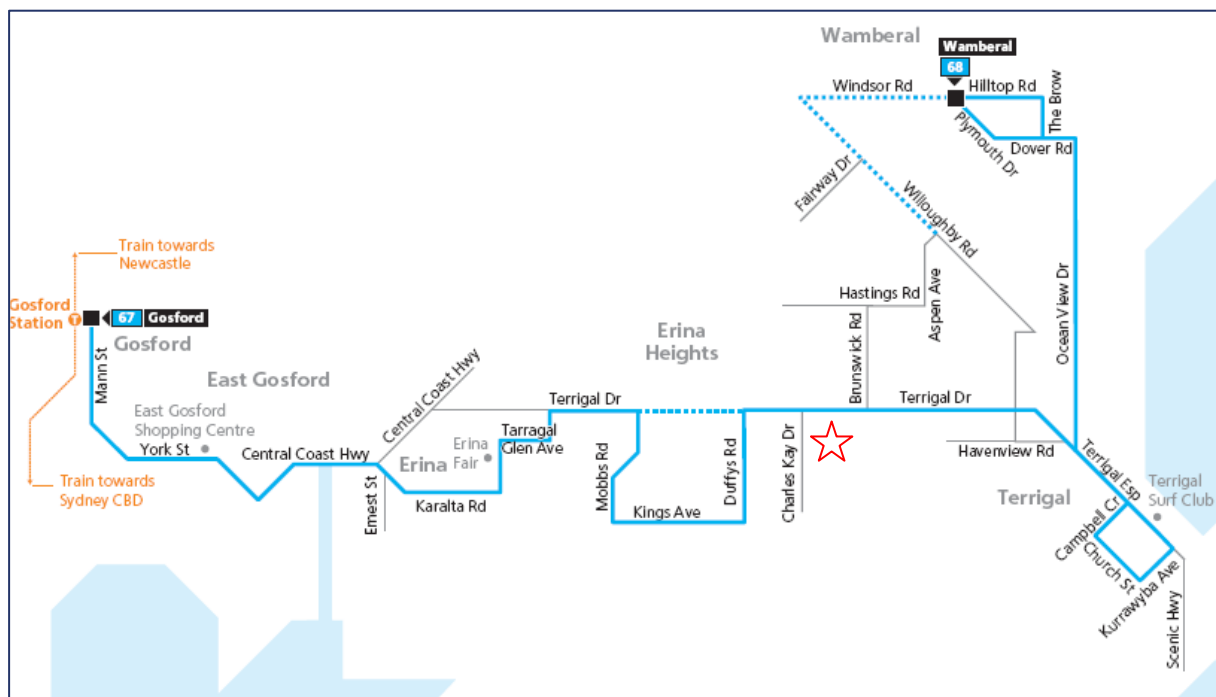 Wamberal
Wamberal
68
Windsor Rd
Hilltop Rd
The Brow
Plymouth Dr
Dover Rd
Fairway Dr
Willoughby Rd
Train towards
Newcastle
Gosford
Station
T
67 Gosford
Gosford
Mann St
East Gosford
East Gosford
Shopping Centre
York St
Central Coast Hwy
Train towards
Sydney CBD
Central Coast Hwy
Erina
Fair
Erina
Ernest St
Karalta Rd
Tarragal
Glen Ave
Terrigal Dr
Erina
Heights
Mobbs Rd
Kings Ave
Duffys Rd
Charles Kay Dr
Hastings Rd
Brunswick Rd
Aspen Ave
Terrigal Dr
Ocean View Dr
Havenview Rd
Terrigal
Terrigal Esp
Terrigal
Surf Club
Campbell Cr
Church St
Kurrawyba Ave
Scenic Hwy